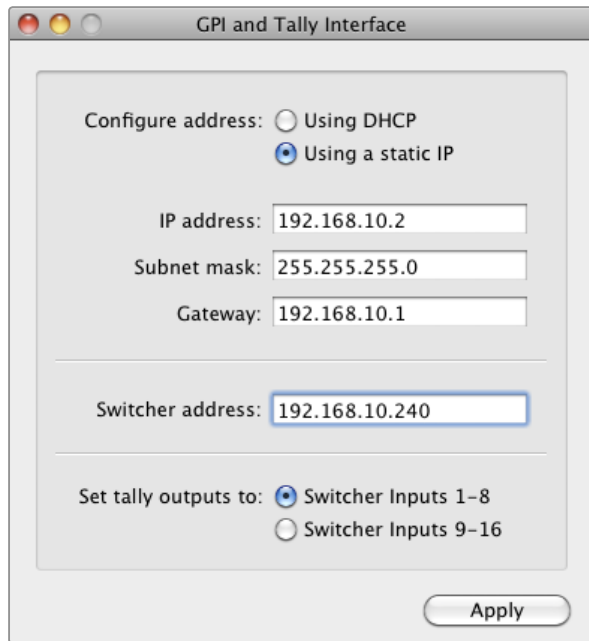 GPI and Tally Interface
Configure address: Using DHCP
Using a static IP
IP address: 192.168.10.2
Subnet mask: 255.255.255.0
Gateway: 192.168.10.1
Switcher address: 192.168.10.240
Set tally outputs to: Switcher Inputs 1–8
Switcher Inputs 9–16
Apply